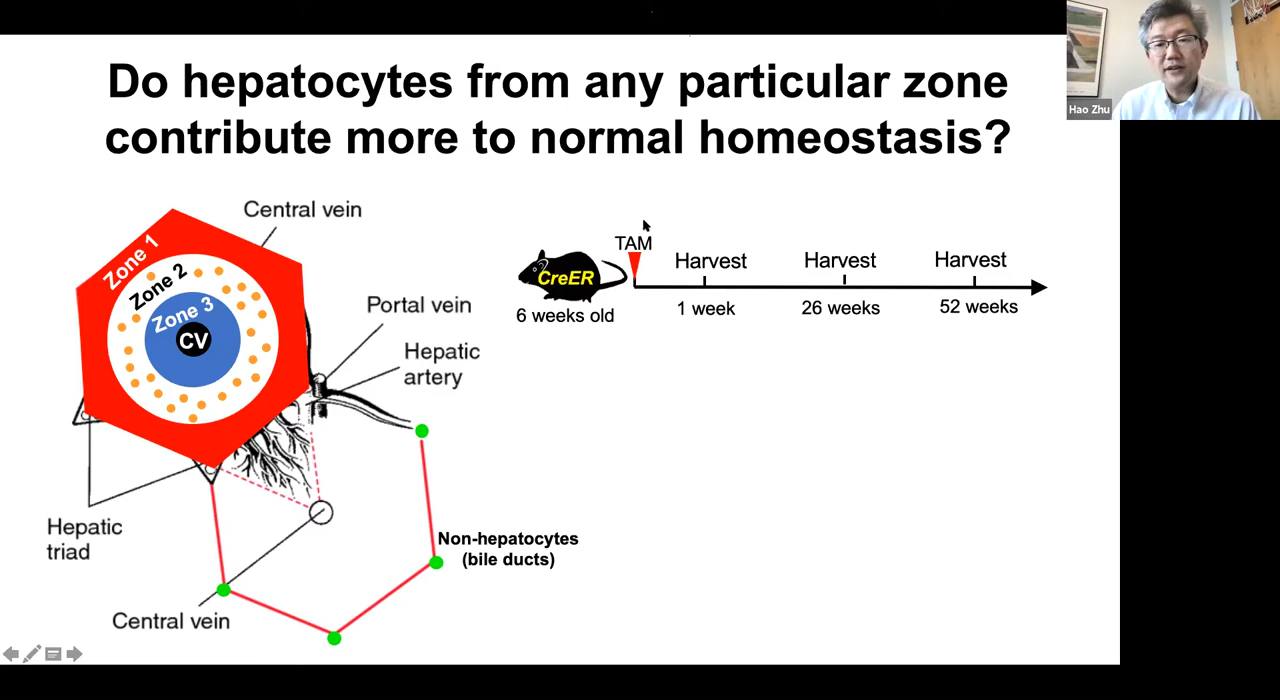 Do hepatocytes from any particular zone
contribute more to normal homeostasis?
Hao Zhu
Central vein
Zone 1
Zone 2
Zone 3
CV
Portal vein
Hepatic
artery
Hepatic
triad
Central vein
Non-hepatocytes
(bile ducts)
CreER
6 weeks old
TAM
Harvest
Harvest
Harvest
1 week
26 weeks
52 weeks